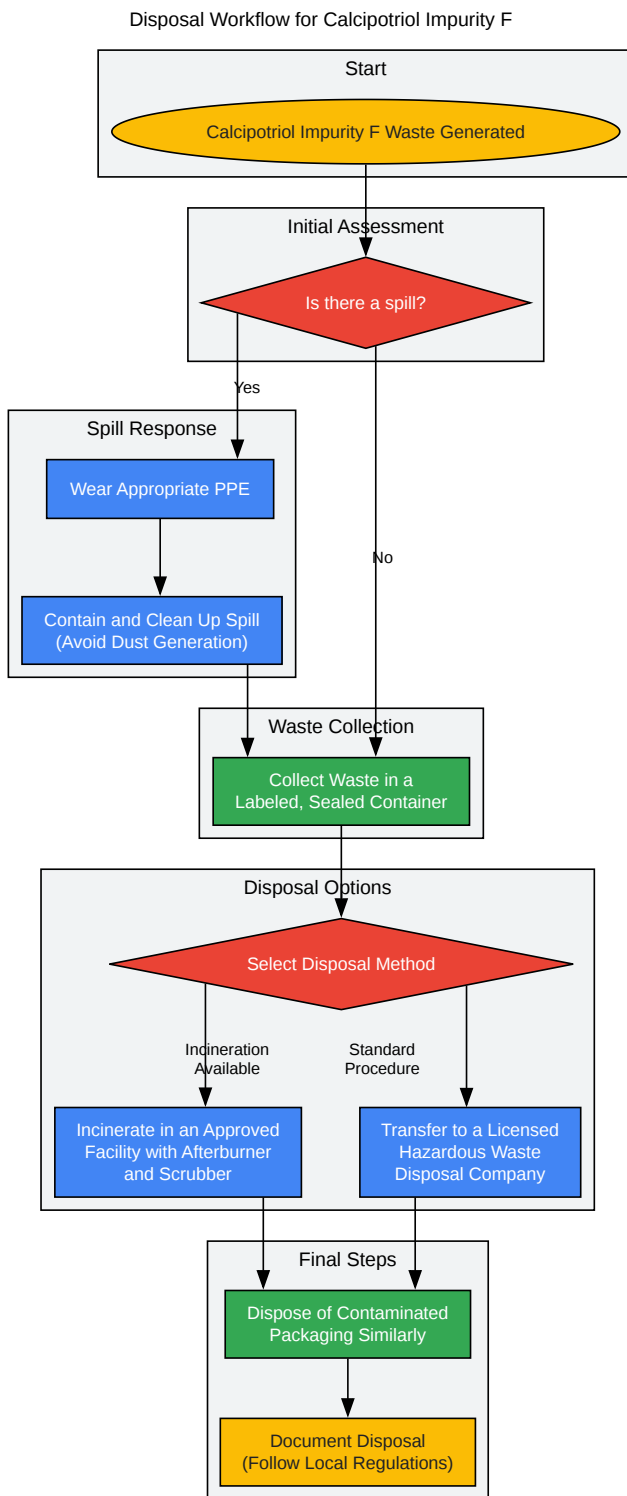 Disposal Workflow for Calcipotriol Impurity F
Start
Calcipotriol Impurity F Waste Generated
Initial Assessment
Is there a spill?
Yes
Spill Response
Wear Appropriate PPE
No
Contain and Clean Up Spill
(Avoid Dust Generation)
Waste Collection
Collect Waste in a
Labeled, Sealed Container
Disposal Options
Select Disposal Method
Incineration
Available
Standard
Procedure
Incinerate in an Approved
Facility with Afterburner
and Scrubber
Transfer to a Licensed
Hazardous Waste
Disposal Company
Final Steps
Dispose of Contaminated
Packaging Similarly
Document Disposal
(Follow Local Regulations)